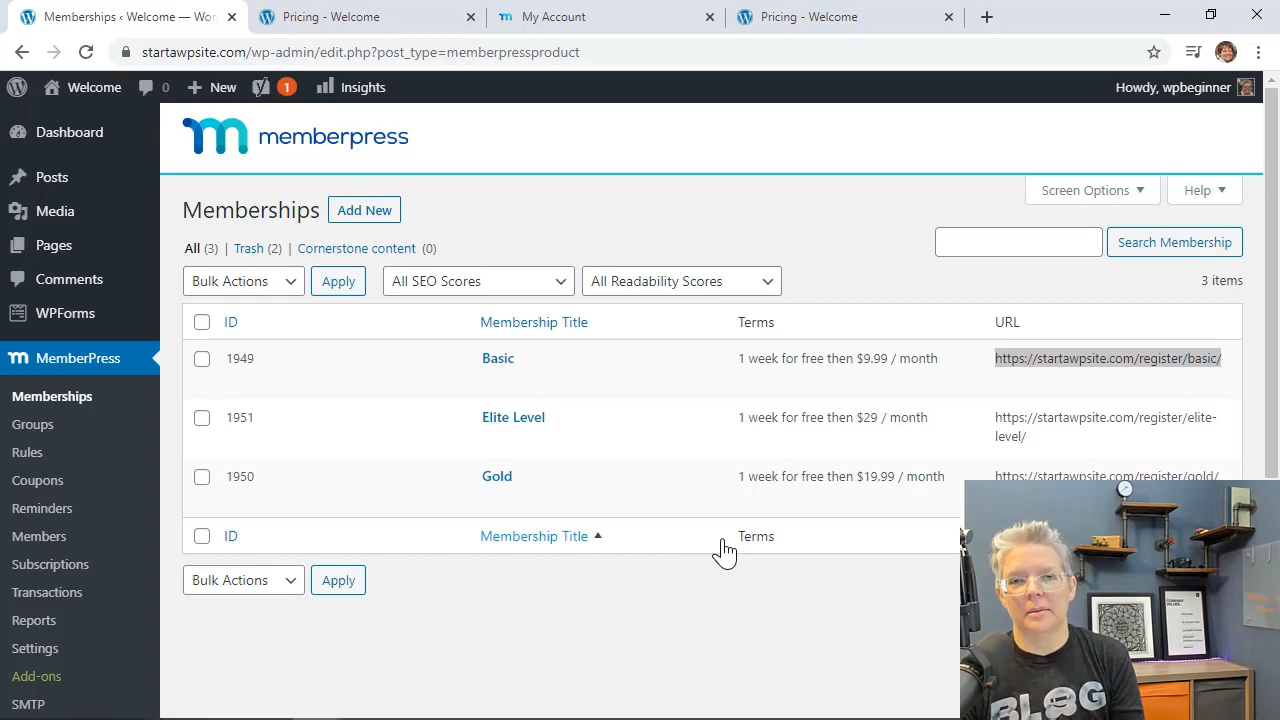 Memberships ‹ Welcome — Wor
Pricing - Welcome
My Account
Pricing - Welcome
startawpsite.com/wp-admin/edit.php?post_type=memberpressproduct
Welcome
0
New
1
Insights
Howdy, wpbeginner
Dashboard
Posts
Media
Pages
Comments
WPForms
MemberPress
Memberships
Groups
Rules
Coupons
Reminders
Members
Subscriptions
Transactions
Reports
Settings
Add-ons
SMTP
memberpress
Screen Options
Help
Memberships
Add New
All (3) | Trash (2) | Cornerstone content (0)
Search Membership
Bulk Actions
Apply
All SEO Scores
All Readability Scores
3 items
ID Membership Title Terms URL
1949 Basic 1 week for free then $9.99 / month https://startawpsite.com/register/basic/
1951 Elite Level 1 week for free then $29 / month https://startawpsite.com/register/elite-
level/
1950 Gold 1 week for free then $19.99 / month https://startawpsite.com/register/gold/
ID Membership Title Terms
Bulk Actions
Apply
COMPANY
VALUES
BLOG